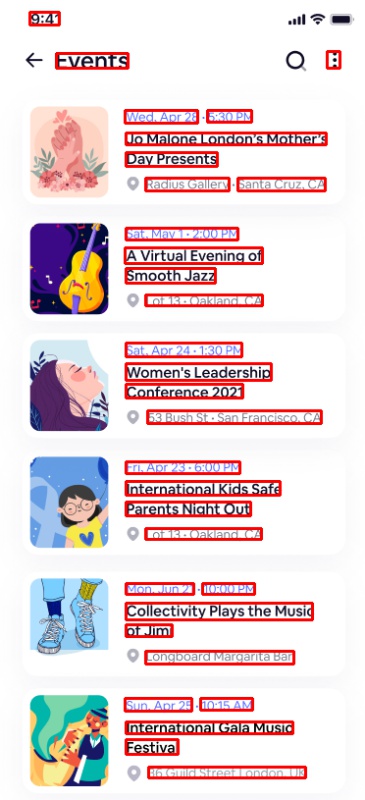 9:41
Events
Wed, Apr 28 · 5:30 PM
Jo Malone London's Mother's
Day Presents
Radius Gallery · Santa Cruz, CA
Sat, May 1 · 2:00 PM
A Virtual Evening of
Smooth Jazz
Lot 13 · Oakland, CA
Sat, Apr 24 · 1:30 PM
Women's Leadership
Conference 2021
53 Bush St · San Francisco, CA
Fri, Apr 23 · 6:00 PM
International Kids Safe
Parents Night Out
Lot 13 · Oakland, CA
Mon, Jun 21 · 10:00 PM
Collectivity Plays the Music
of Jimi
Longboard Margarita Bar
Sun, Apr 25 · 10:15 AM
International Gala Music
Festival
36 Guild Street London, UK